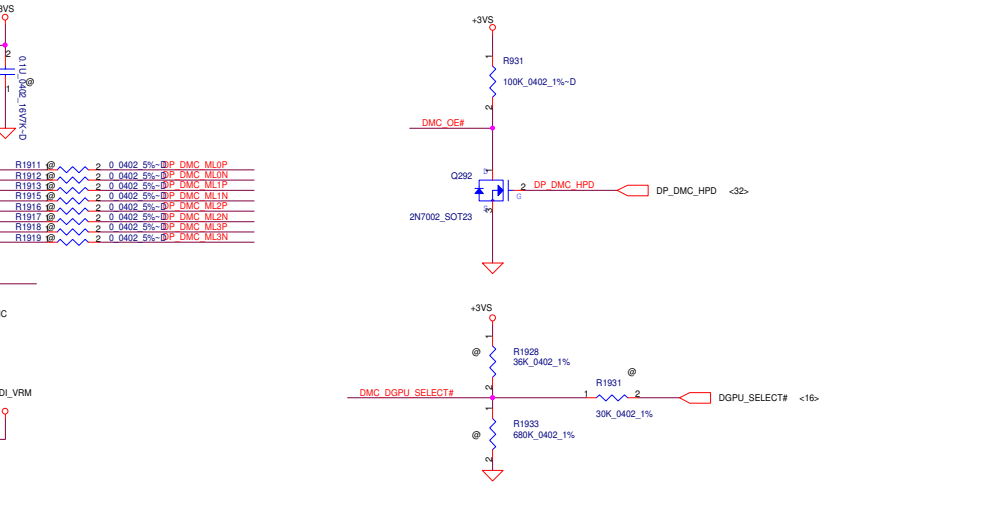 3VS
2
1
0.1U_0402_16V7K~D
@
R1911 @ 2 0_0402_5%~D DP_DMC_ML0P
R1912 @ 2 0_0402_5%~D DP_DMC_ML0N
R1913 @ 2 0_0402_5%~D DP_DMC_ML1P
R1915 @ 2 0_0402_5%~D DP_DMC_ML1N
R1916 @ 2 0_0402_5%~D DP_DMC_ML2P
R1917 @ 2 0_0402_5%~D DP_DMC_ML2N
R1918 @ 2 0_0402_5%~D DP_DMC_ML3P
R1919 @ 2 0_0402_5%~D DP_DMC_ML3N
C
DI_VRM
+3VS
1
R931
100K_0402_1%~D
2
DMC_OE#
1
Q292
2 DP_DMC_HPD
G
DP_DMC_HPD <32>
3
2N7002_SOT23
+3VS
1
@
R1928
36K_0402_1%
2
DMC_DGPU_SELECT#
@
R1931
1 2
30K_0402_1%
DGPU_SELECT# <16>
1
@
R1933
680K_0402_1%
2